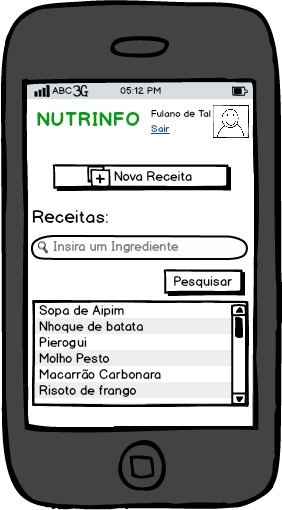 ABC 3G 05:12 PM
NUTRINFO
Fulano de Tal
Sair
Nova Receita
Receitas:
Insira um Ingrediente
Pesquisar
Sopa de Aipim
Nhoque de batata
Pierogui
Molho Pesto
Macarrão Carbonara
Risoto de frango